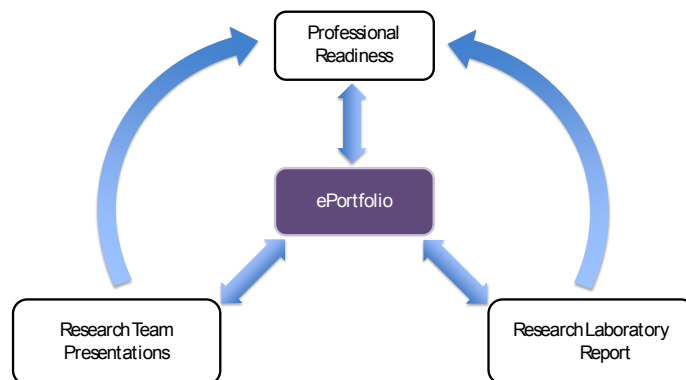 Professional
Readiness
ePortfolio
Research Team
Presentations
Research Laboratory
Report